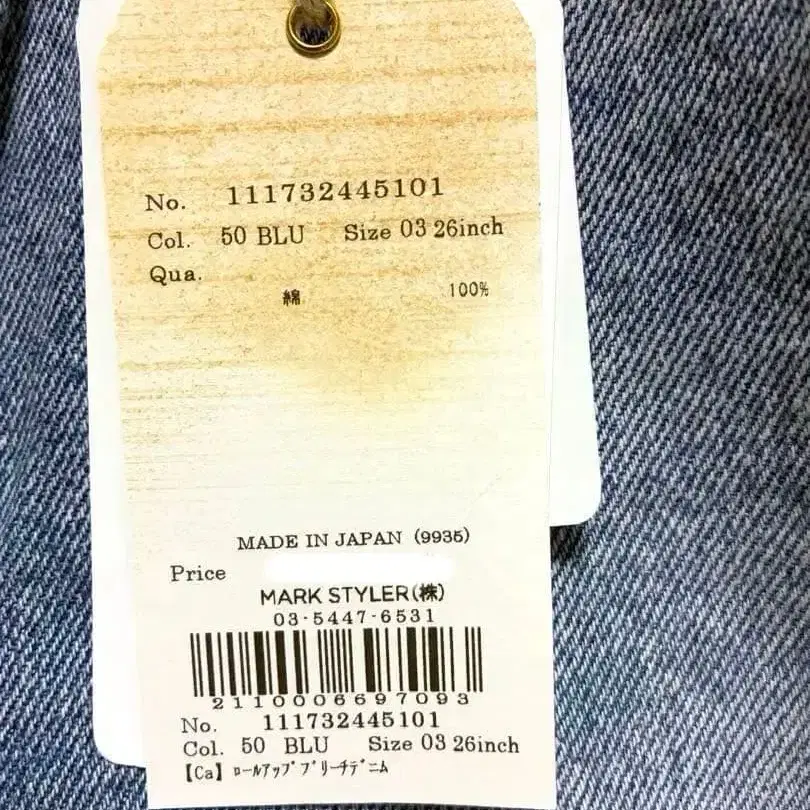 No. 111732445101
Col. 50 BLU Size 03 26inch
Qua.
綿 100%
MADE IN JAPAN (9935)
Price
MARK STYLER(株)
03-5447-6531
2110006697093
No. 111732445101
Col. 50 BLU Size 03 26inch
【Ca】ﾛｰﾙｱｯﾌﾟﾌﾞﾘｰﾁﾃﾞﾆﾑ